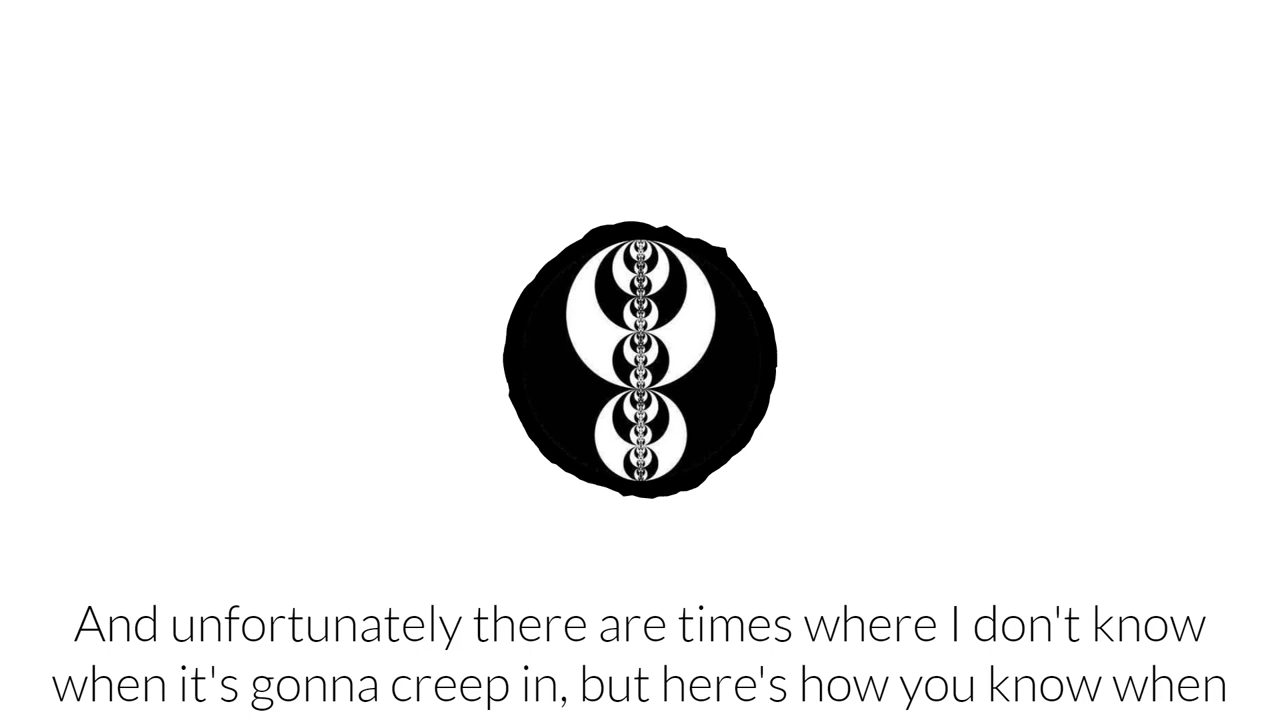 And unfortunately there are times where I don't know
when it's gonna creep in, but here's how you know when